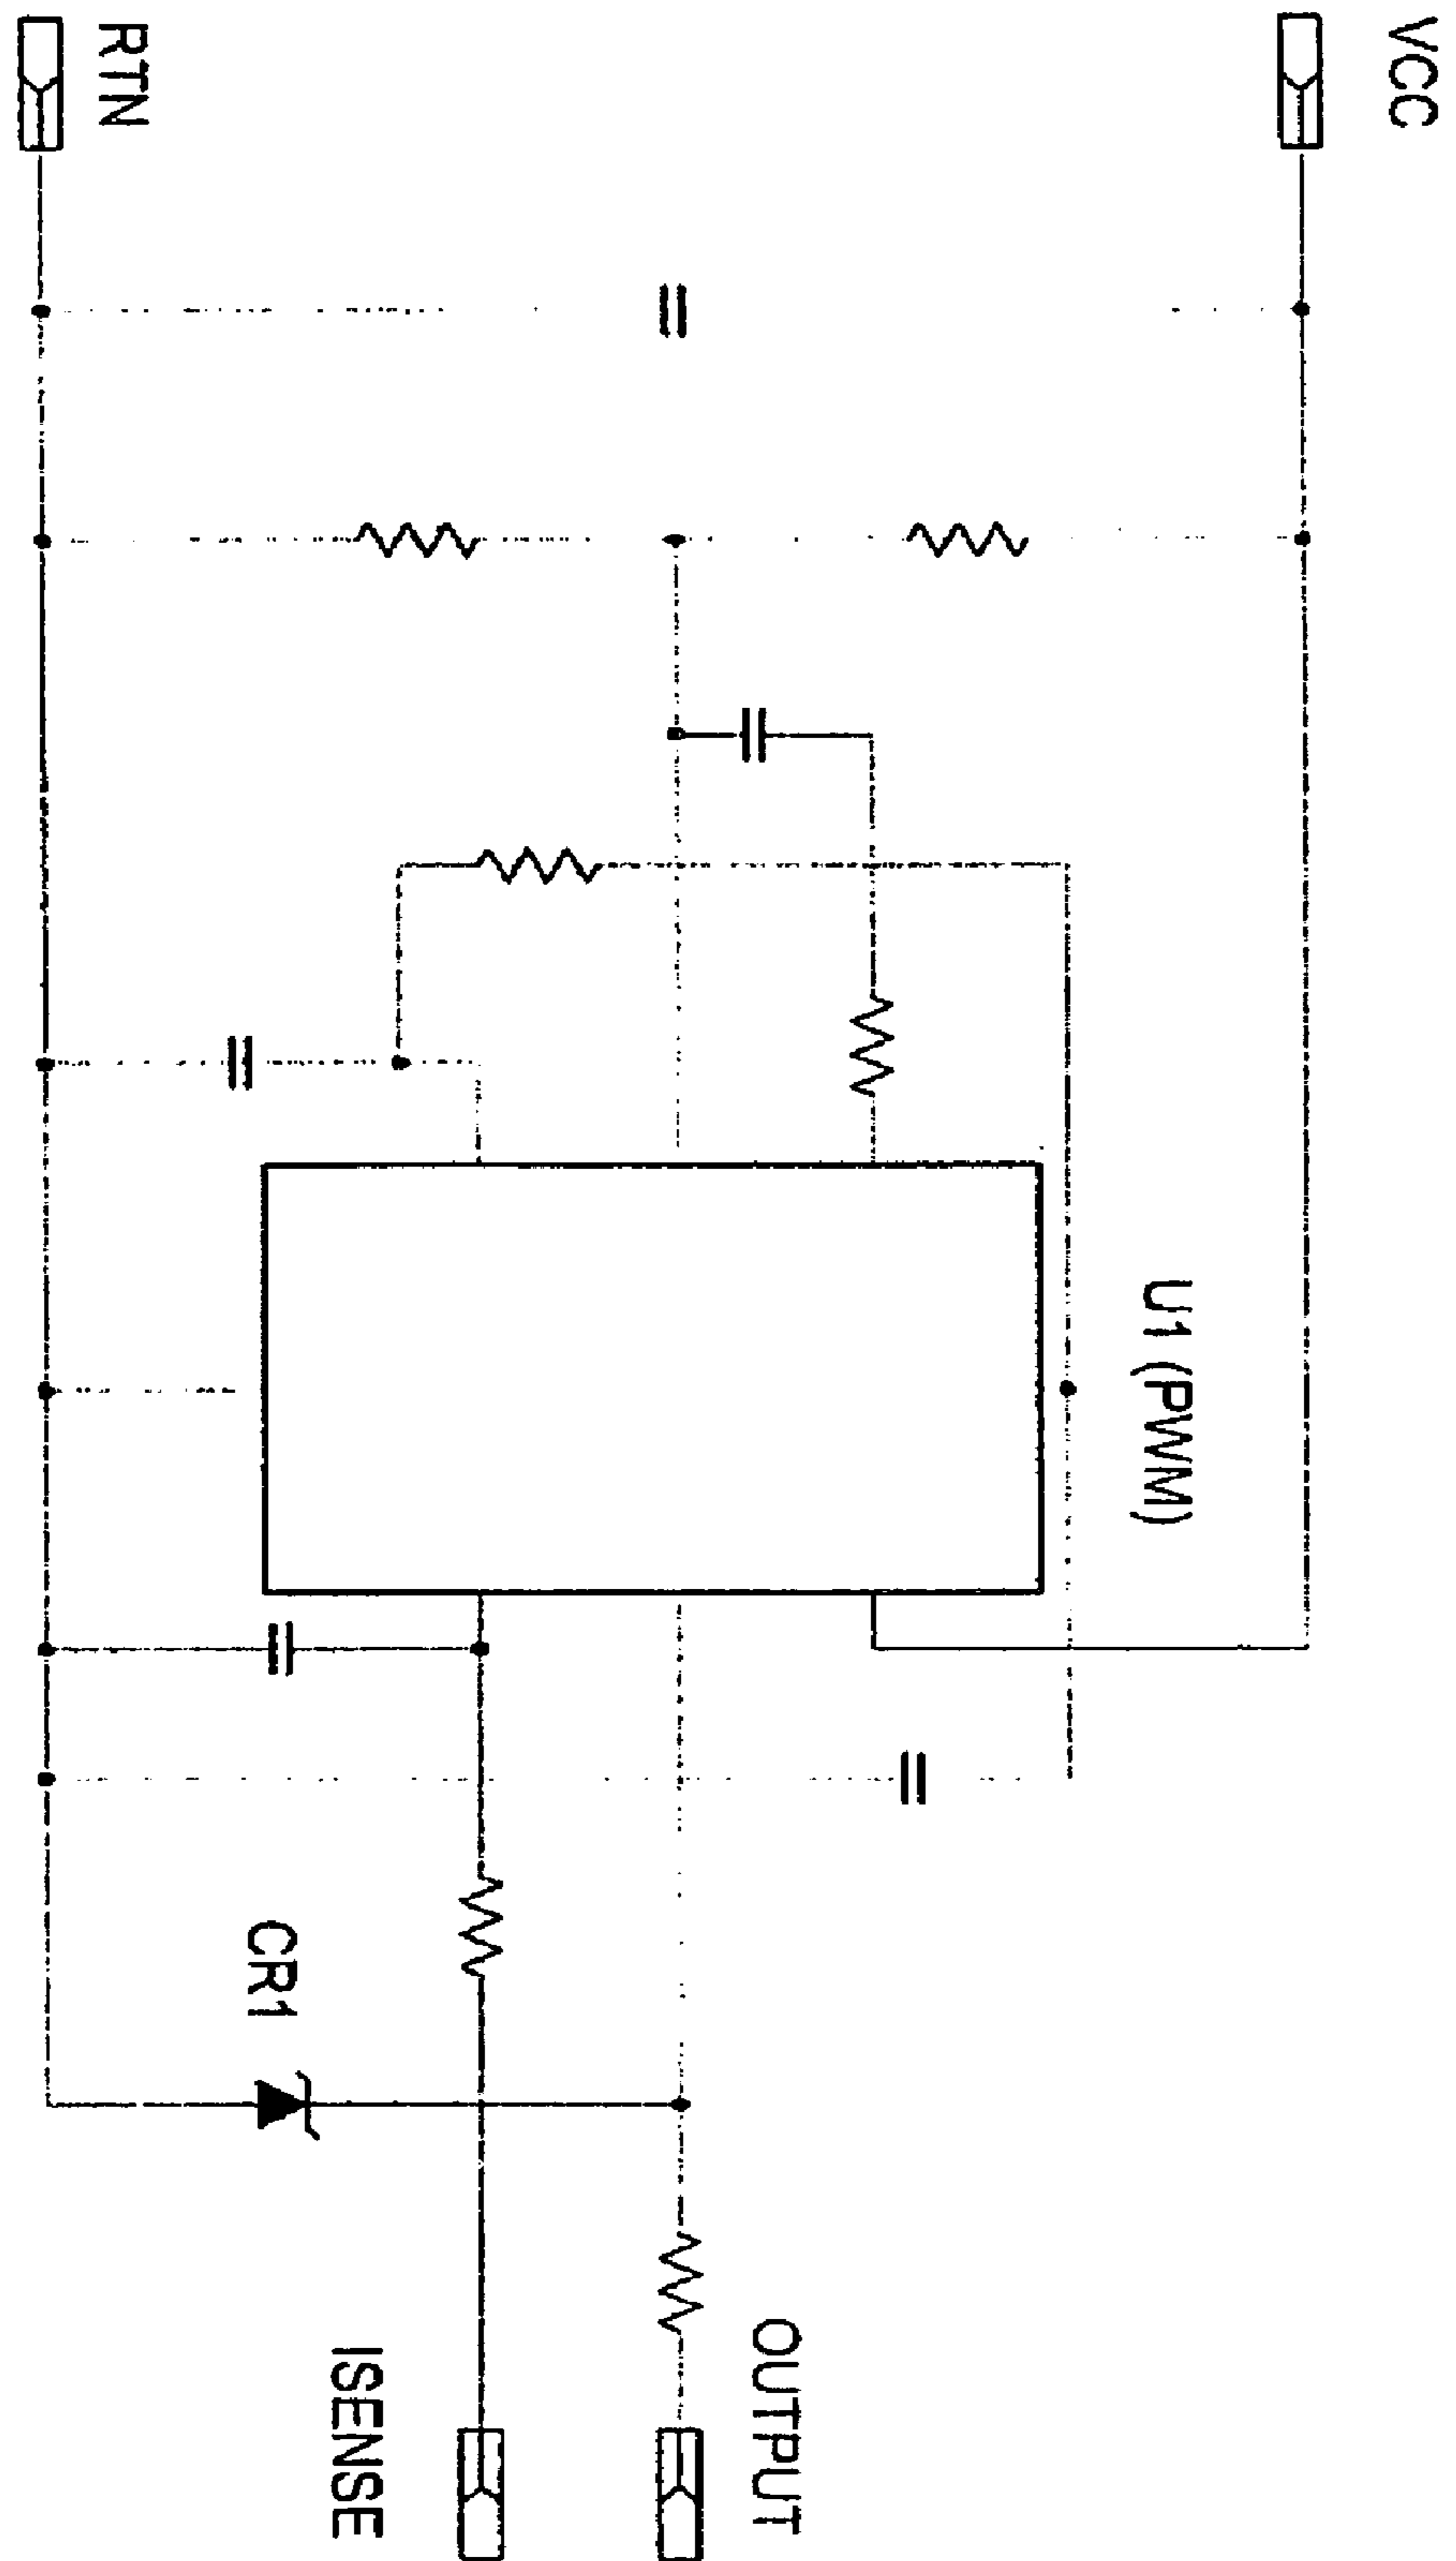 VCC
RTN
U1 (PWM)
CR1
OUTPUT
ISENSE